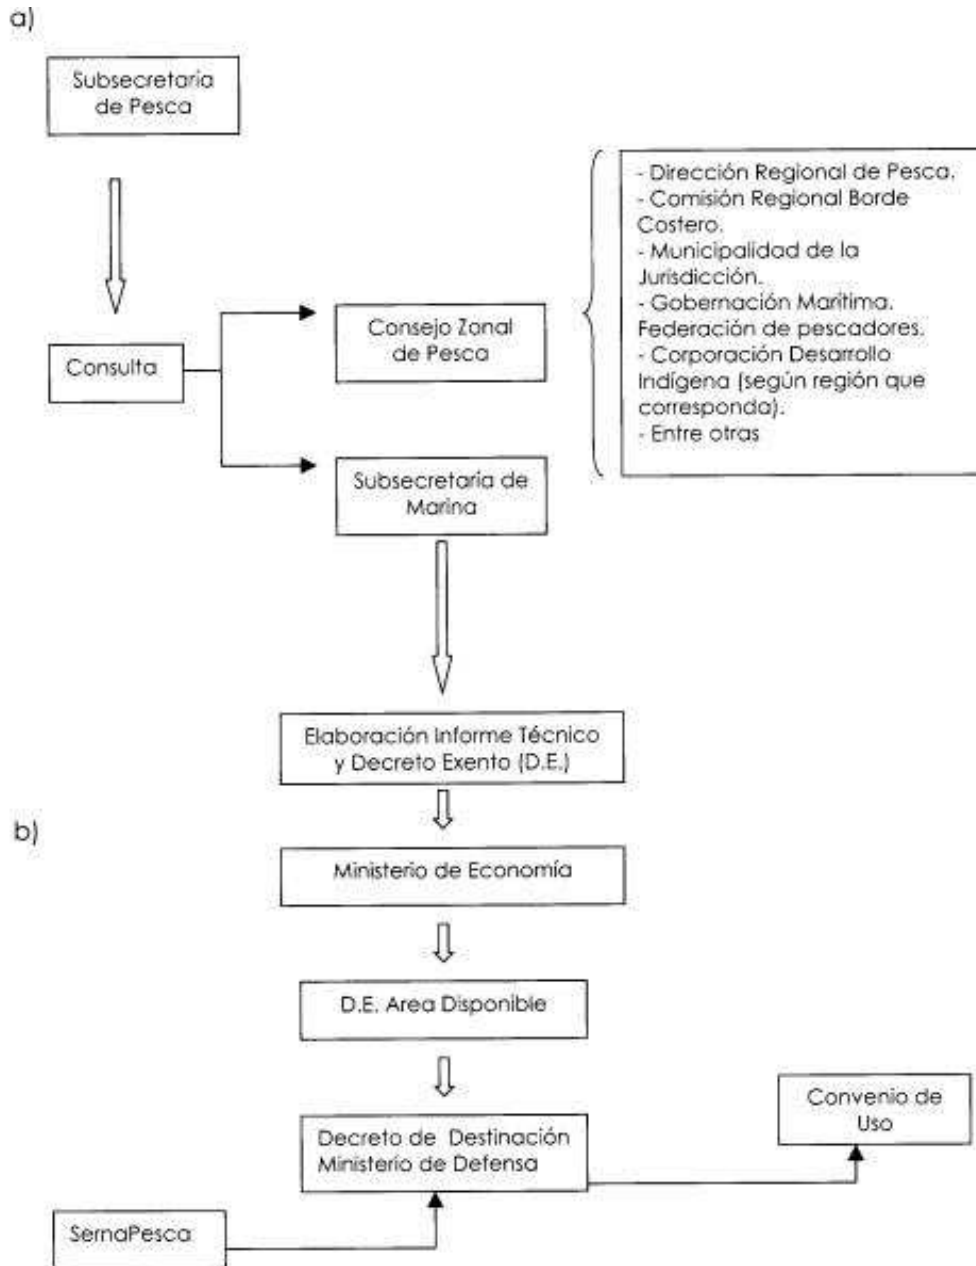 a)
Subsecretaría
de Pesca
Consulta
Consejo Zonal
de Pesca
Subsecretaría de
Marina
- Dirección Regional de Pesca.
- Comisión Regional Borde
Costero.
- Municipalidad de la
Jurisdicción.
- Gobernación Marítima.
Federación de pescadores.
- Corporación Desarrollo
Indígena (según región que
corresponda).
- Entre otras
Elaboración Informe Técnico
y Decreto Exento (D.E.)
b)
Ministerio de Economía
D.E. Area Disponible
Decreto de Destinación
Ministerio de Defensa
Convenio de
Uso
SernaPesca